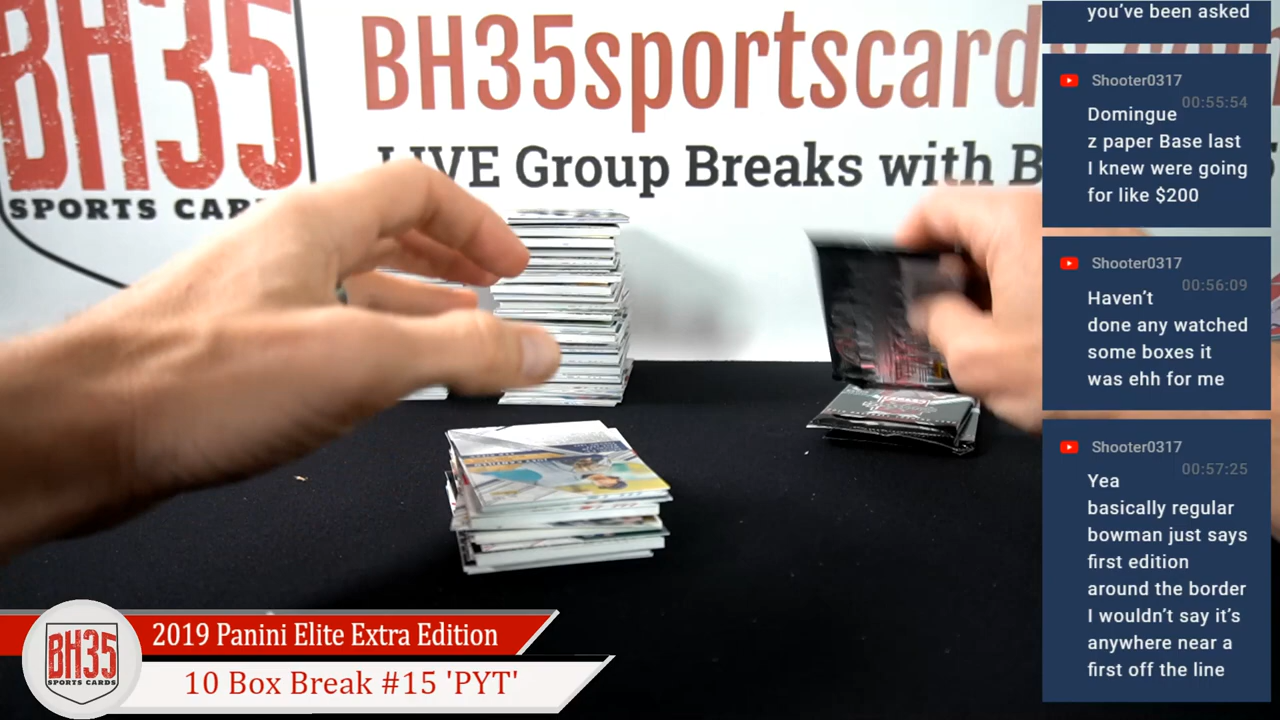 BH35
SPORTS CAR
BH35sportscards
LIVE Group Breaks with B
you've been asked
Shooter0317
00:55:54
Domingue
z paper Base last
I knew were going
for like $200
Shooter0317
00:56:09
Haven't
done any watched
some boxes it
was ehh for me
Shooter0317
00:57:25
Yea
basically regular
bowman just says
first edition
around the border
I wouldn't say it's
anywhere near a
first off the line
BH35
SPORTS CARDS
2019 Panini Elite Extra Edition
10 Box Break #15 'PYT'